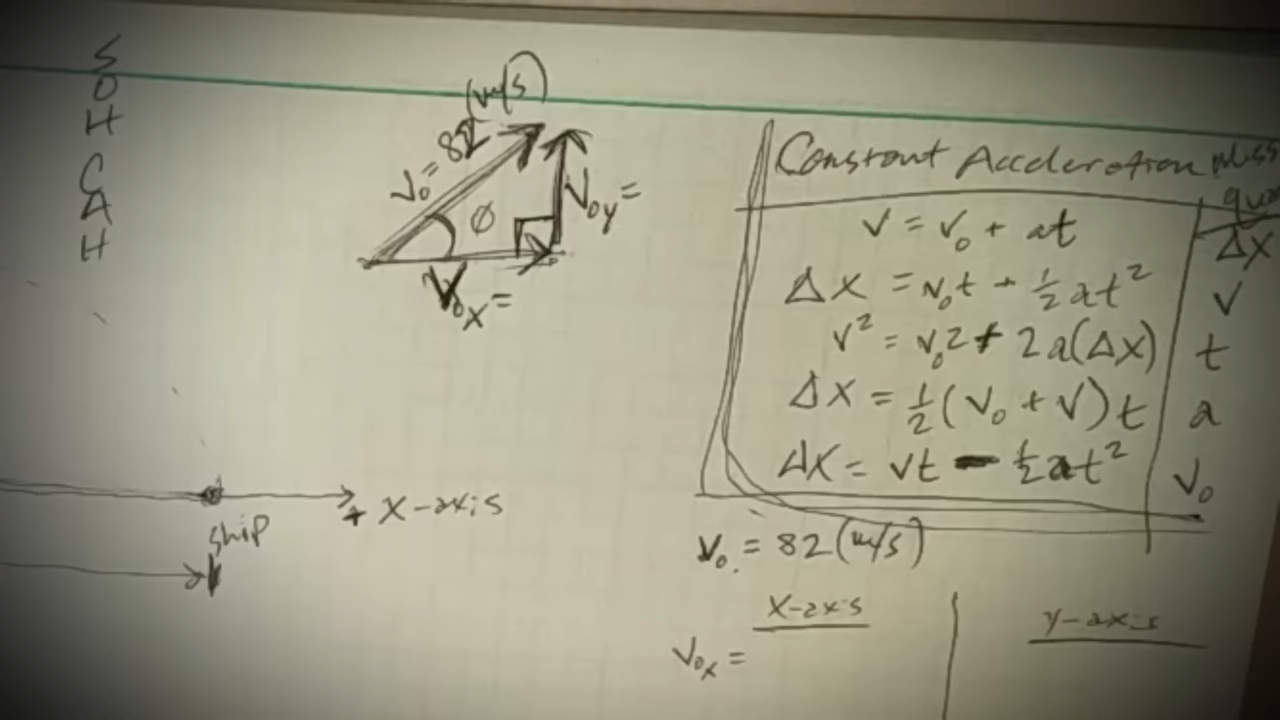 S
O
H
C
A
H
(m/s)
V₀ = 82
ø
V₀y =
V₀x =
+ X-axis
ship
Constant Acceleration
V = V₀ + at
ΔX
ΔX = V₀t + ½at²
V
V² = V₀² + 2a(ΔX)
t
ΔX = ½(V₀ + V)t
a
ΔX = Vt - ½at²
V₀
V₀. = 82 (m/s)
X-axis
y-axis
V₀x =